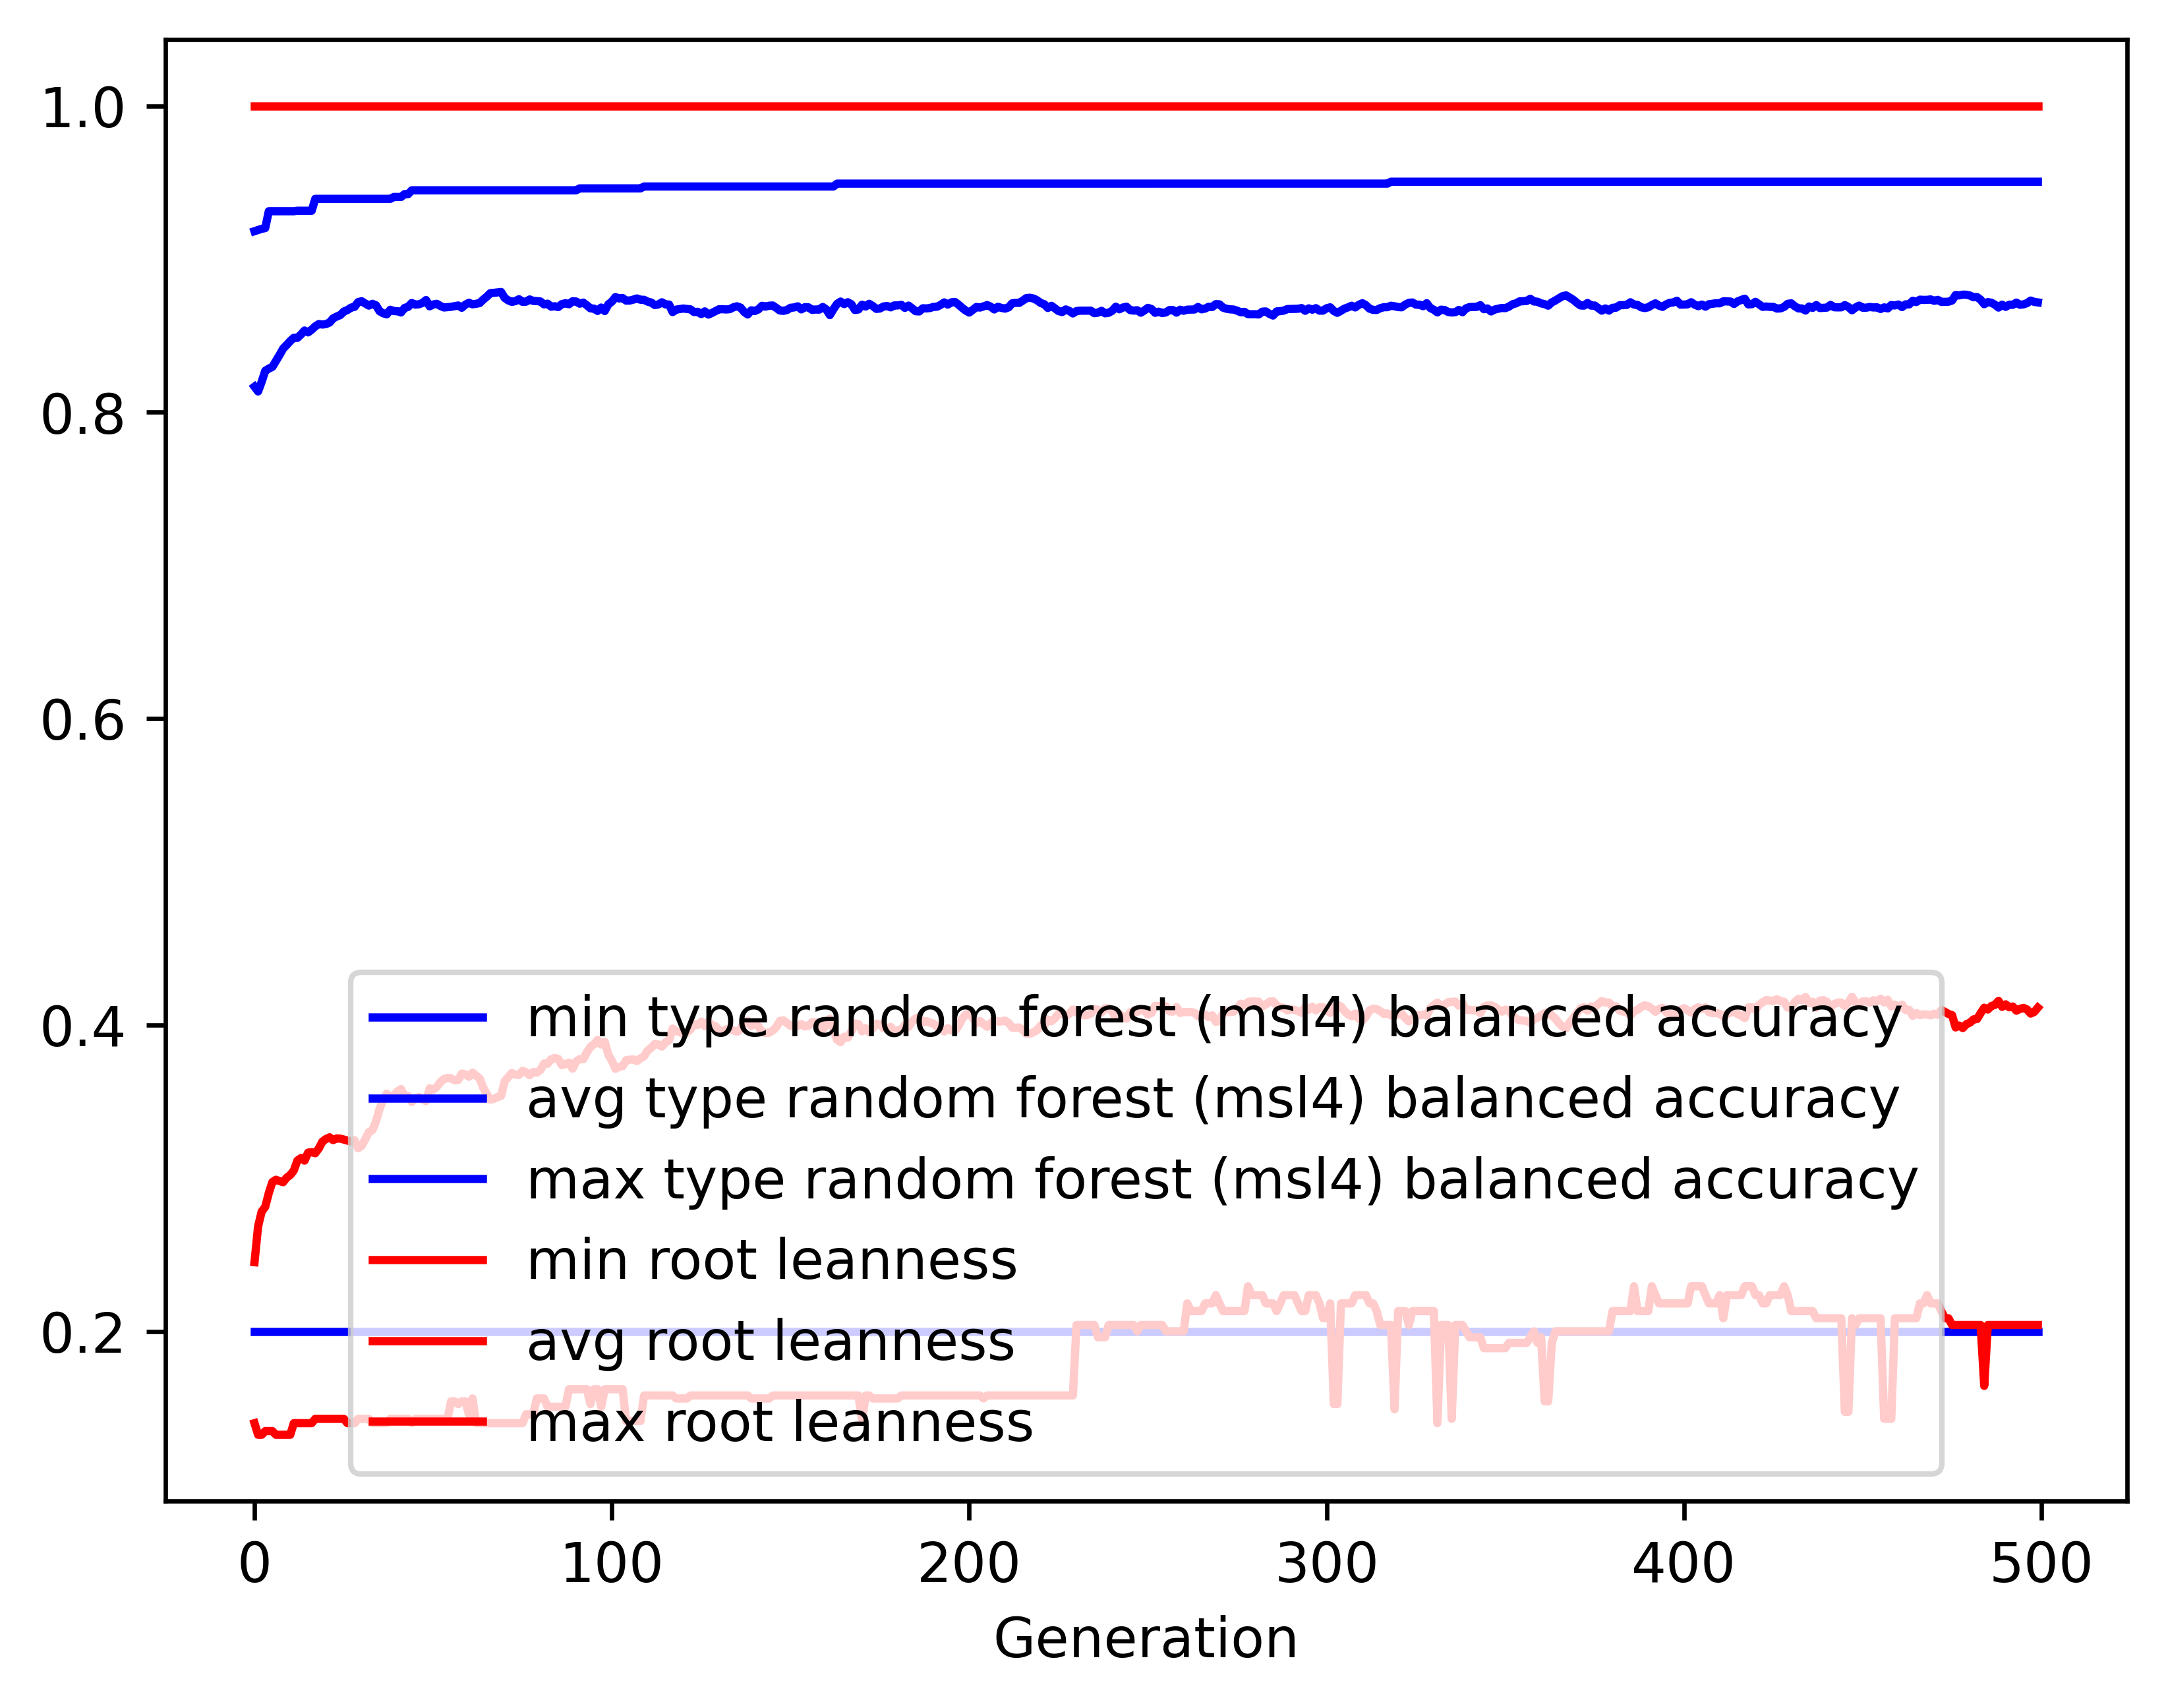 1.0
0.8
0.6
0.4
0.2
min type random forest (msl4) balanced accuracy
avg type random forest (msl4) balanced accuracy
max type random forest (msl4) balanced accuracy
min root leanness
avg root leanness
max root leanness
0 100 200 300 400 500
Generation